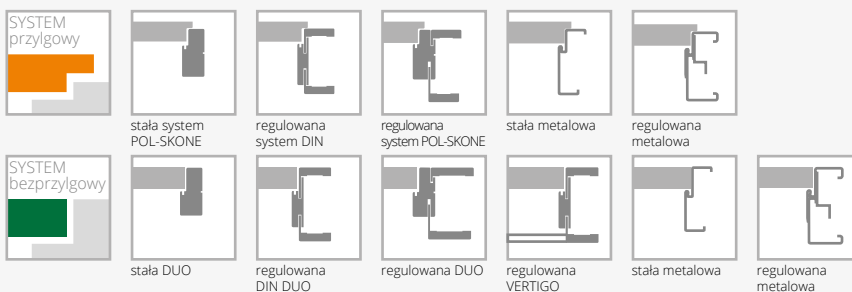 SYSTEM
przylgowy
stała system
POL-SKONE
regulowana
system DIN
regulowana
system POL-SKONE
stała metalowa
regulowana
metalowa
SYSTEM
bezprzylgowy
stała DUO
regulowana
DIN DUO
regulowana DUO
regulowana
VERTIGO
stała metalowa
regulowana
metalowa